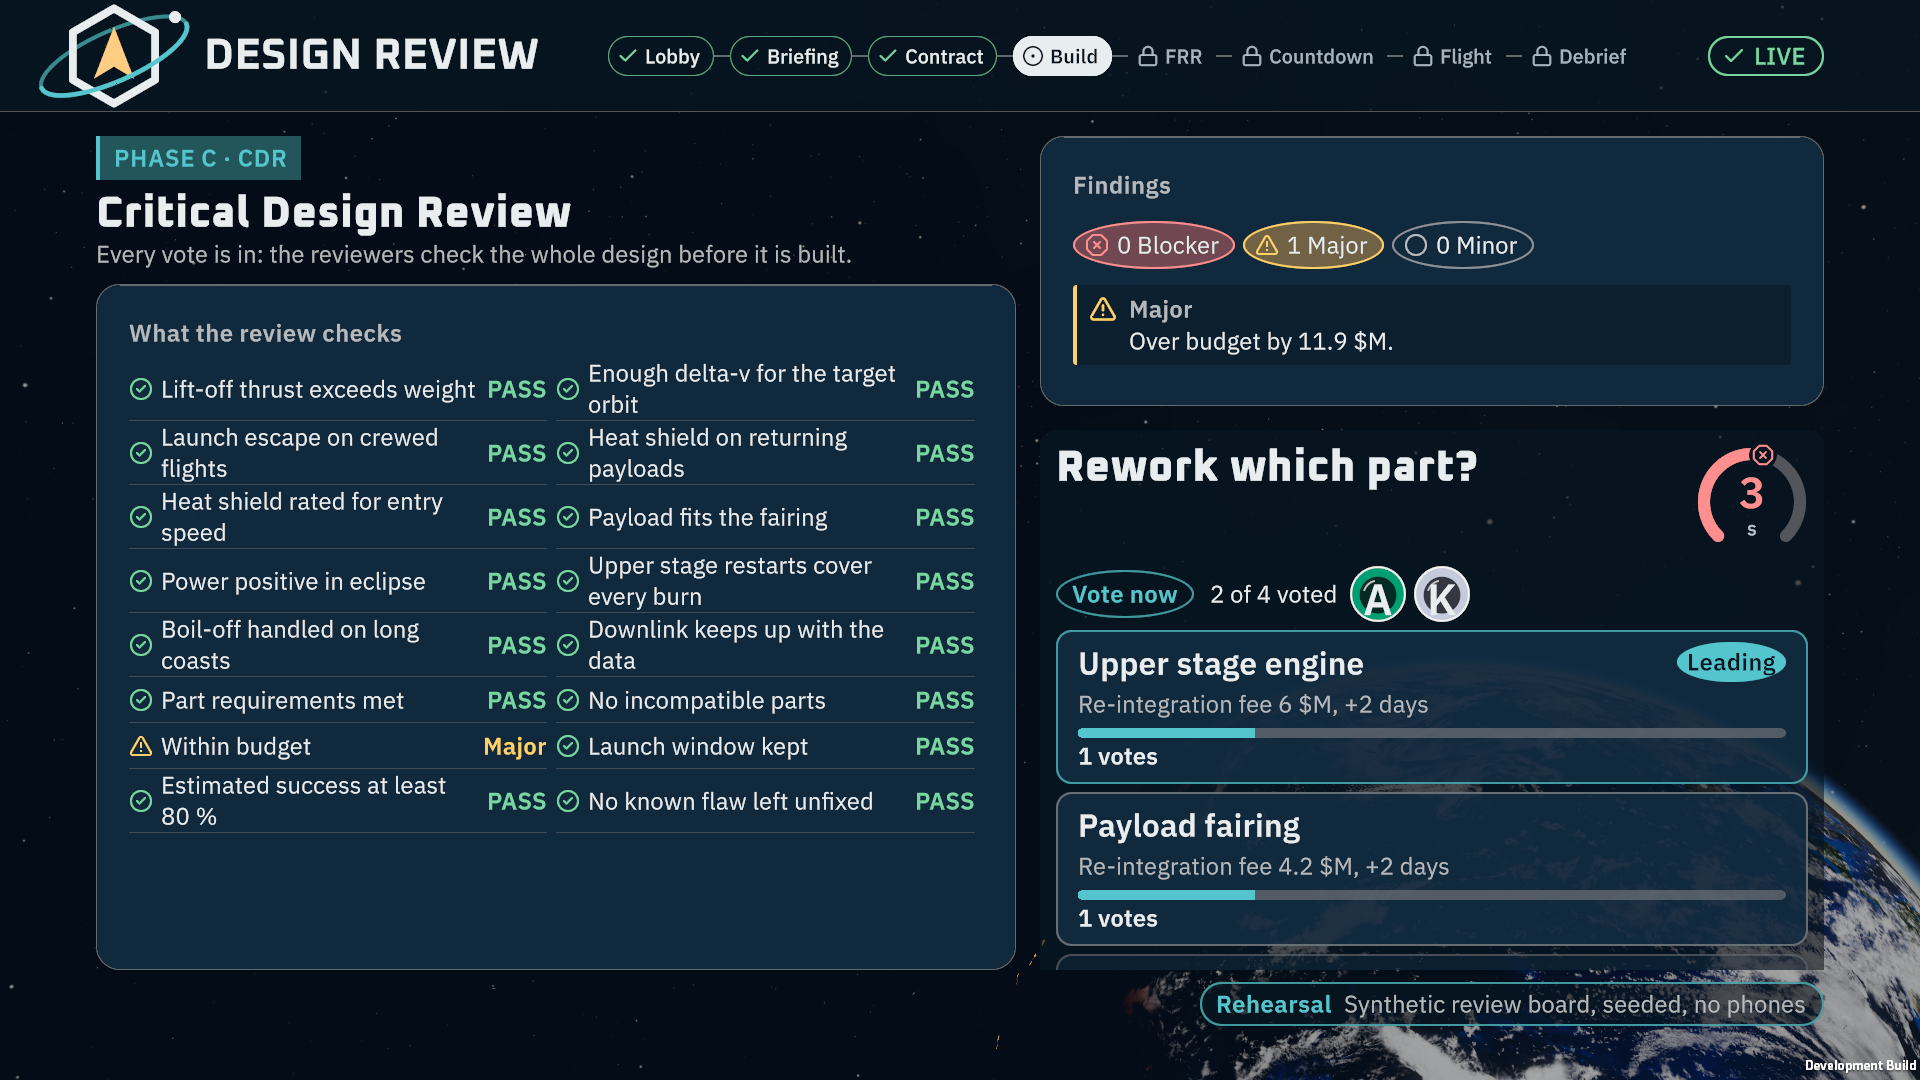 DESIGN REVIEW
Lobby
Briefing
Contract
Build
FRR
Countdown
Flight
Debrief
LIVE
PHASE C · CDR
Critical Design Review
Every vote is in: the reviewers check the whole design before it is built.
What the review checks
Lift-off thrust exceeds weight PASS
Enough delta-v for the target
orbit
PASS
Launch escape on crewed
flights
PASS
Heat shield on returning
payloads
PASS
Heat shield rated for entry
speed
PASS
Payload fits the fairing PASS
Power positive in eclipse PASS
Upper stage restarts cover
every burn
PASS
Boil-off handled on long
coasts
PASS
Downlink keeps up with the
data
PASS
Part requirements met PASS
No incompatible parts PASS
Within budget Major
Launch window kept PASS
Estimated success at least
80 %
PASS
No known flaw left unfixed PASS
Findings
0 Blocker
1 Major
0 Minor
Major
Over budget by 11.9 $M.
Rework which part?
3
s
Vote now
2 of 4 voted
A
K
Upper stage engine
Leading
Re-integration fee 6 $M, +2 days
1 votes
Payload fairing
Re-integration fee 4.2 $M, +2 days
1 votes
Rehearsal Synthetic review board, seeded, no phones
Development Build